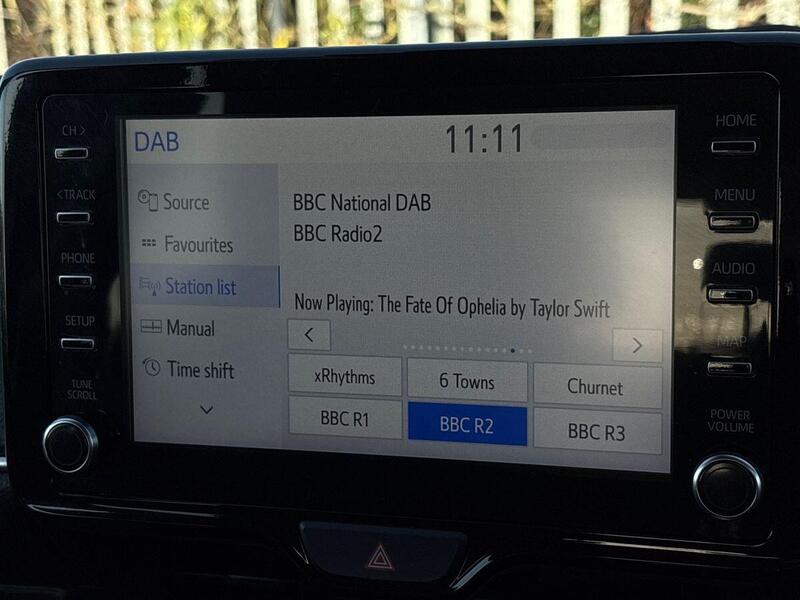 CH >
< TRACK
PHONE
SETUP
TUNE
SCROLL
DAB
11:11
Source
Favourites
Station list
Manual
Time shift
BBC National DAB
BBC Radio2
Now Playing: The Fate Of Ophelia by Taylor Swift
<
>
xRhythms
6 Towns
Churnet
BBC R1
BBC R2
BBC R3
HOME
MENU
AUDIO
MAP
POWER
VOLUME